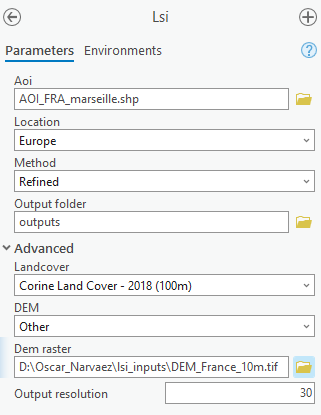 Lsi
Parameters Environments
Aoi
AOI_FRA_marseille.shp
Location
Europe
Method
Refined
Output folder
outputs
Advanced
Landcover
Corine Land Cover - 2018 (100m)
DEM
Other
Dem raster
D:\Oscar_Narvaez\lsi_inputs\DEM_France_10m.tif
Output resolution 30